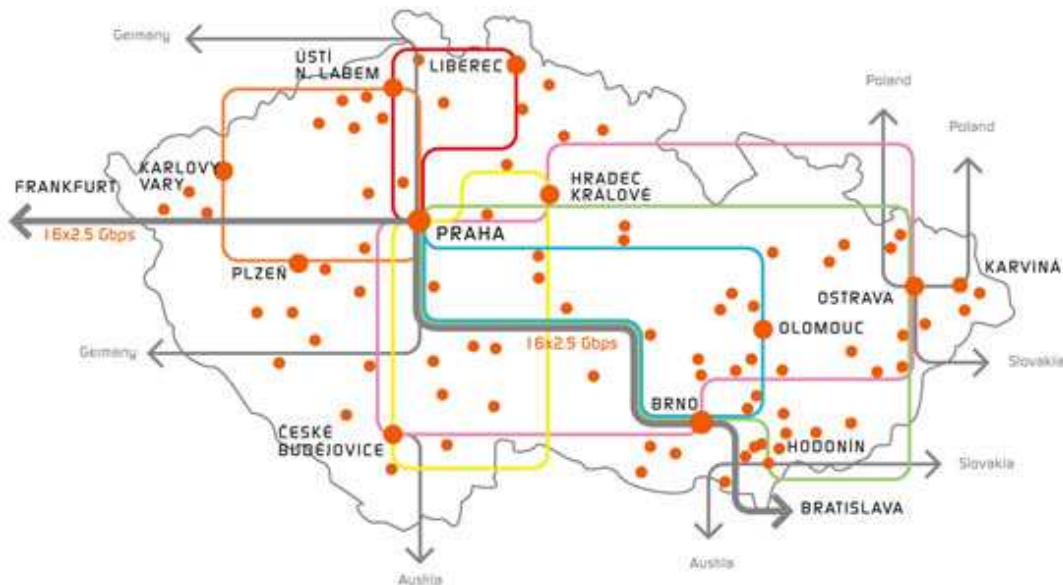 Germany
ÚSTÍ
N. LABEM
LIBEREC
Poland
Poland
KARLOVY
VARY
FRANKFURT
HRADEC
KRÁLOVÉ
16x2.5 Gbps
PRAHA
PLZEŇ
KARVINÁ
OSTRAVA
OLOMOUC
16x2.5 Gbps
Germany
Slovakia
BRNO
ČESKÉ
BUDĚJOVICE
HODONÍN
Slovakia
BRATISLAVA
Austria
Austria